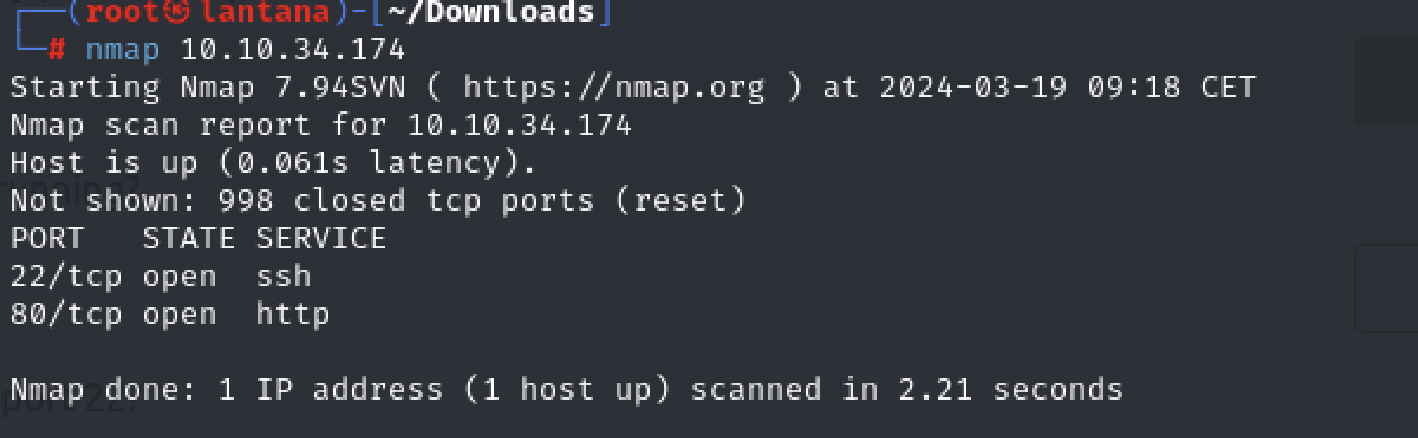 ┌──(root㉿lantana)-[~/Downloads]
└─# nmap 10.10.34.174
Starting Nmap 7.94SVN ( https://nmap.org ) at 2024-03-19 09:18 CET
Nmap scan report for 10.10.34.174
Host is up (0.061s latency).
Not shown: 998 closed tcp ports (reset)
PORT   STATE SERVICE
22/tcp open  ssh
80/tcp open  http
Nmap done: 1 IP address (1 host up) scanned in 2.21 seconds